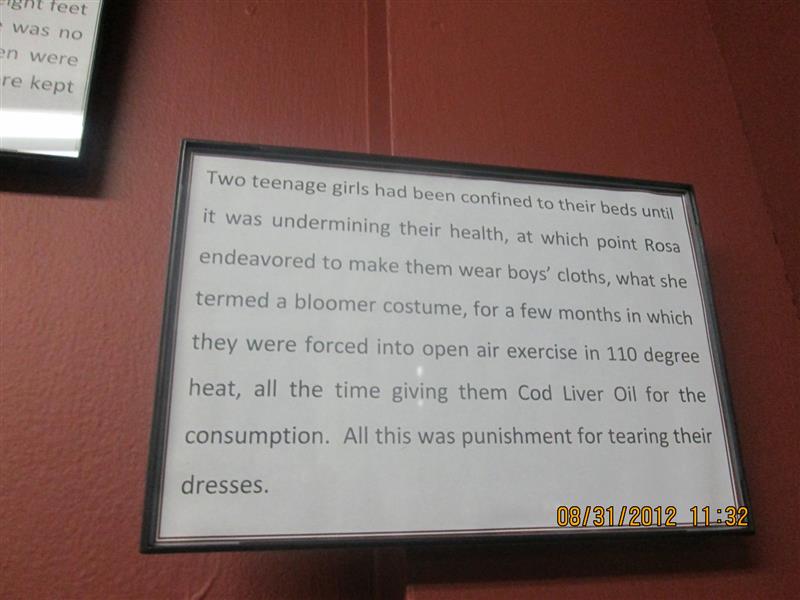 ight feet
was no
en were
re kept
Two teenage girls had been confined to their beds until
it was undermining their health, at which point Rosa
endeavored to make them wear boys' cloths, what she
termed a bloomer costume, for a few months in which
they were forced into open air exercise in 110 degree
heat, all the time giving them Cod Liver Oil for the
consumption. All this was punishment for tearing their
dresses.
08/31/2012 11:32